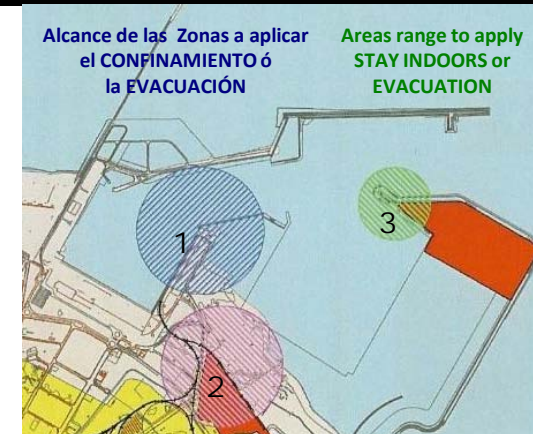 Alcance de las Zonas a aplicar
el CONFINAMIENTO ó
la EVACUACIÓN
Areas range to apply
STAY INDOORS or
EVACUATION
1
3
2